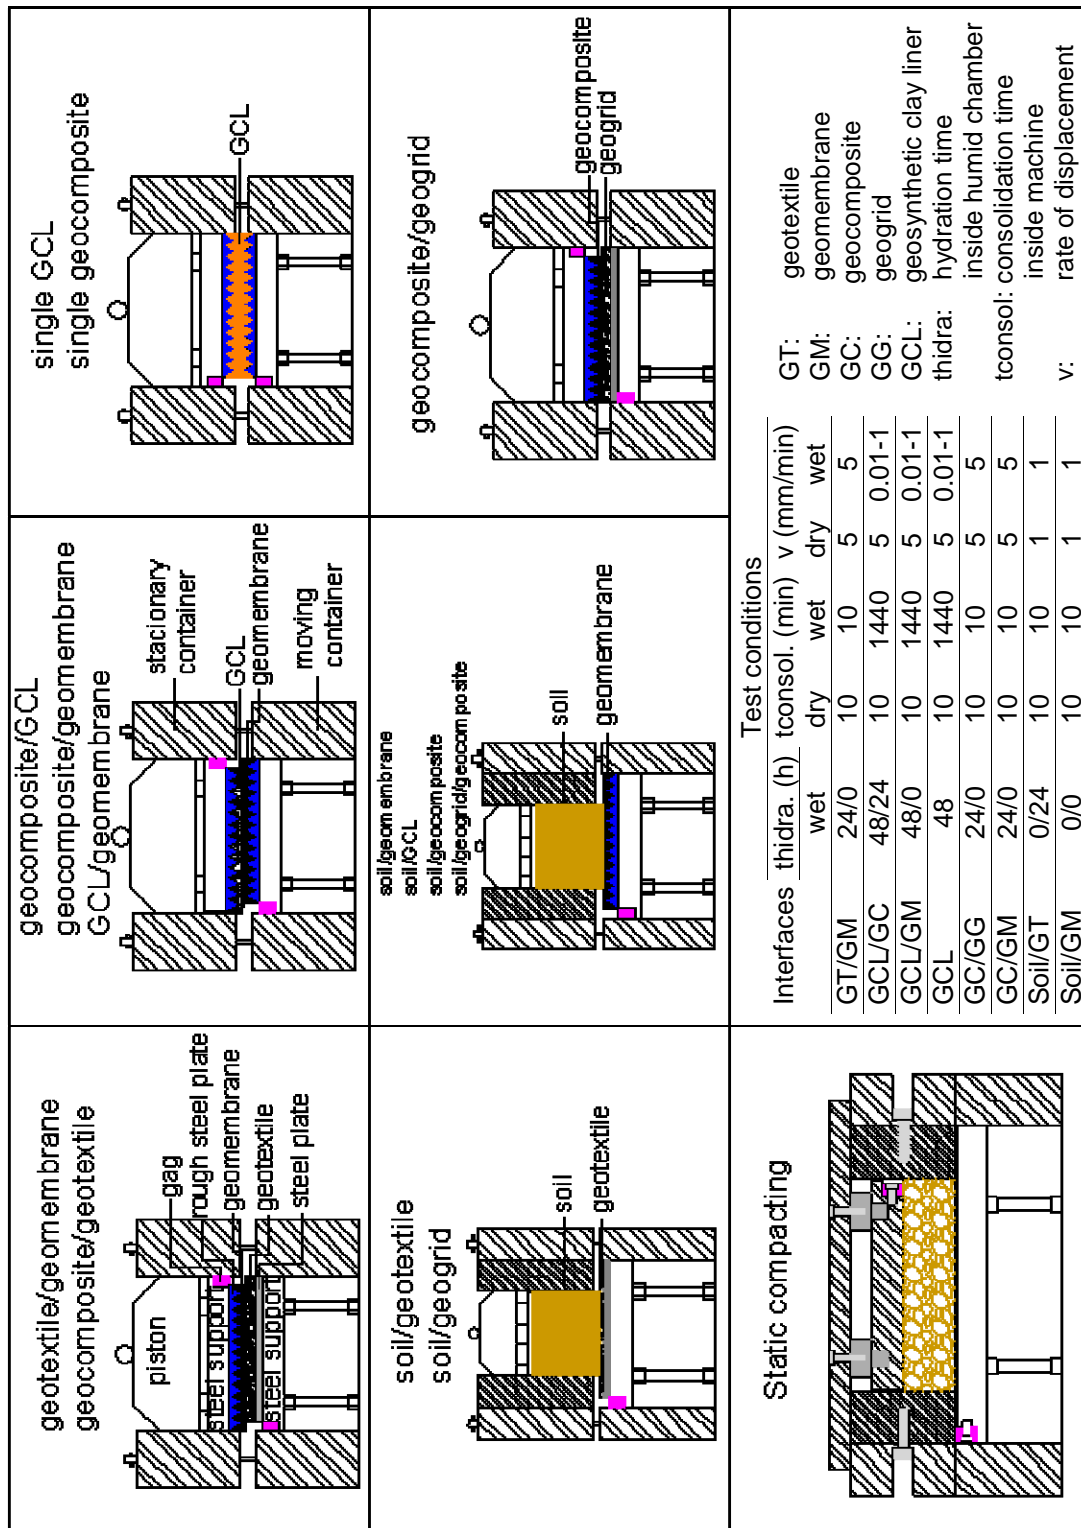 geotextile/geomembrane
geocomposite/geotextile
piston
steel support
steel support
gag
rough steel plate
geomembrane
geotextile
steel plate
geocomposite/GCL
geocomposite/geomembrane
GCL/geomembrane
stacionary
container
GCL
geomembrane
moving
container
single GCL
single geocomposite
GCL
soil/geotextile
soil/geogrid
soil
geotextile
soil/geomembrane
soil/GCL
soil/geocomposite
soil/geogrid/geocomposite
soil
geomembrane
geocomposite/geogrid
geocomposite
geogrid
Static compacting
Test conditions
Interfaces thidra. (h) tconsol. (min) v (mm/min)
wet dry wet dry wet
GT/GM 24/0 10 10 5 5
GCL/GC 48/24 10 1440 5 0.01-1
GCL/GM 48/0 10 1440 5 0.01-1
GCL 48 10 1440 5 0.01-1
GC/GG 24/0 10 10 5 5
GC/GM 24/0 10 10 5 5
Soil/GT 0/24 10 10 1 1
Soil/GM 0/0 10 10 1 1
GT: geotextile
GM: geomembrane
GC: geocomposite
GG: geogrid
GCL: geosynthetic clay liner
thidra: hydration time
inside humid chamber
tconsol: consolidation time
inside machine
v: rate of displacement